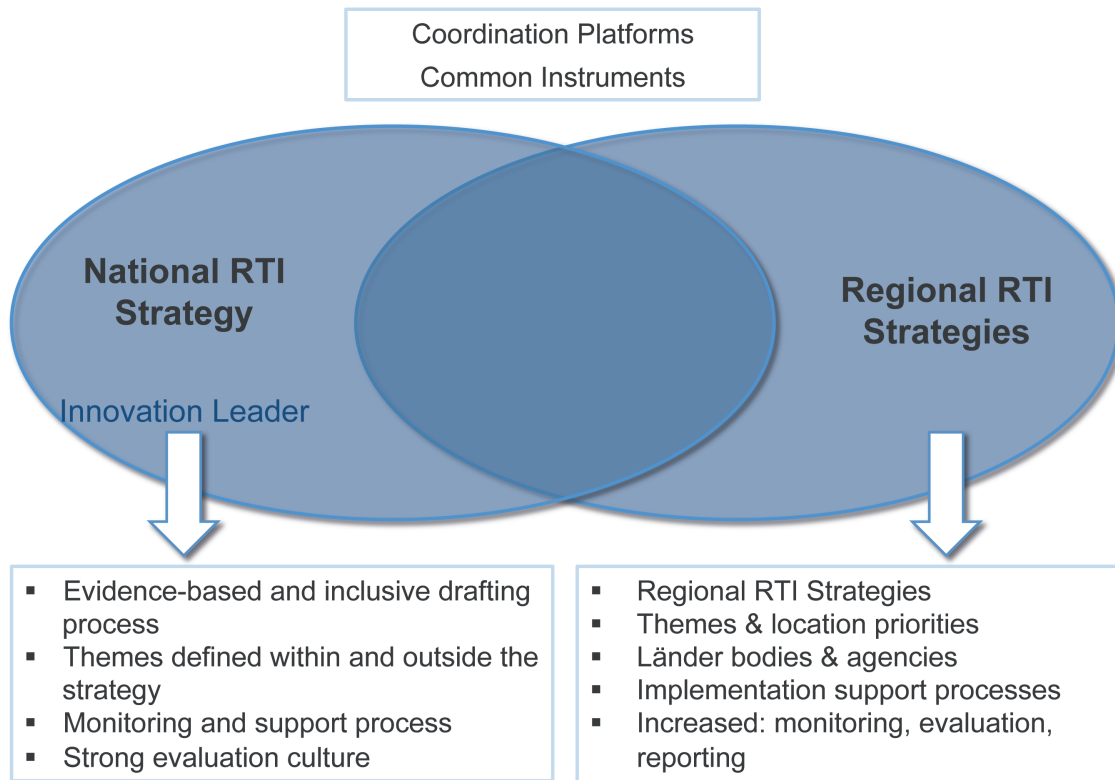 Coordination Platforms
Common Instruments
National RTI
Strategy
Innovation Leader
Regional RTI
Strategies
▪ Evidence-based and inclusive drafting
process
▪ Themes defined within and outside the
strategy
▪ Monitoring and support process
▪ Strong evaluation culture
▪ Regional RTI Strategies
▪ Themes & location priorities
▪ Länder bodies & agencies
▪ Implementation support processes
▪ Increased: monitoring, evaluation,
reporting